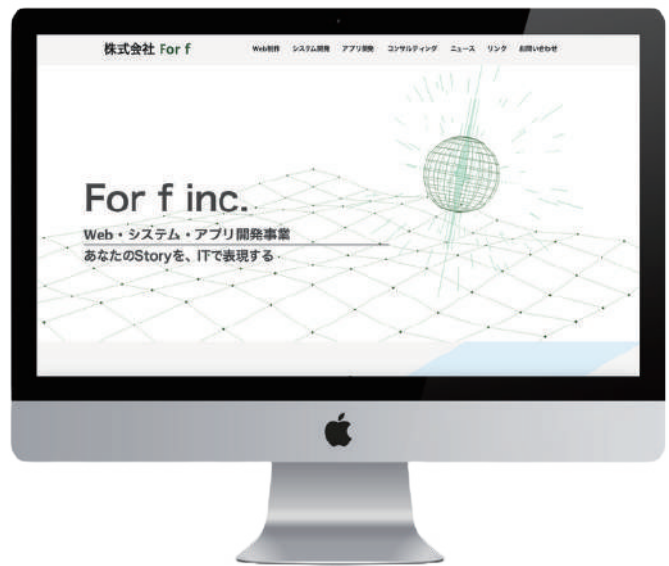 株式会社 For f
Web制作 システム開発 アプリ開発 コンサルティング ニュース リンク お問い合わせ
For f inc.
Web・システム・アプリ開発事業
あなたのStoryを、ITで表現する